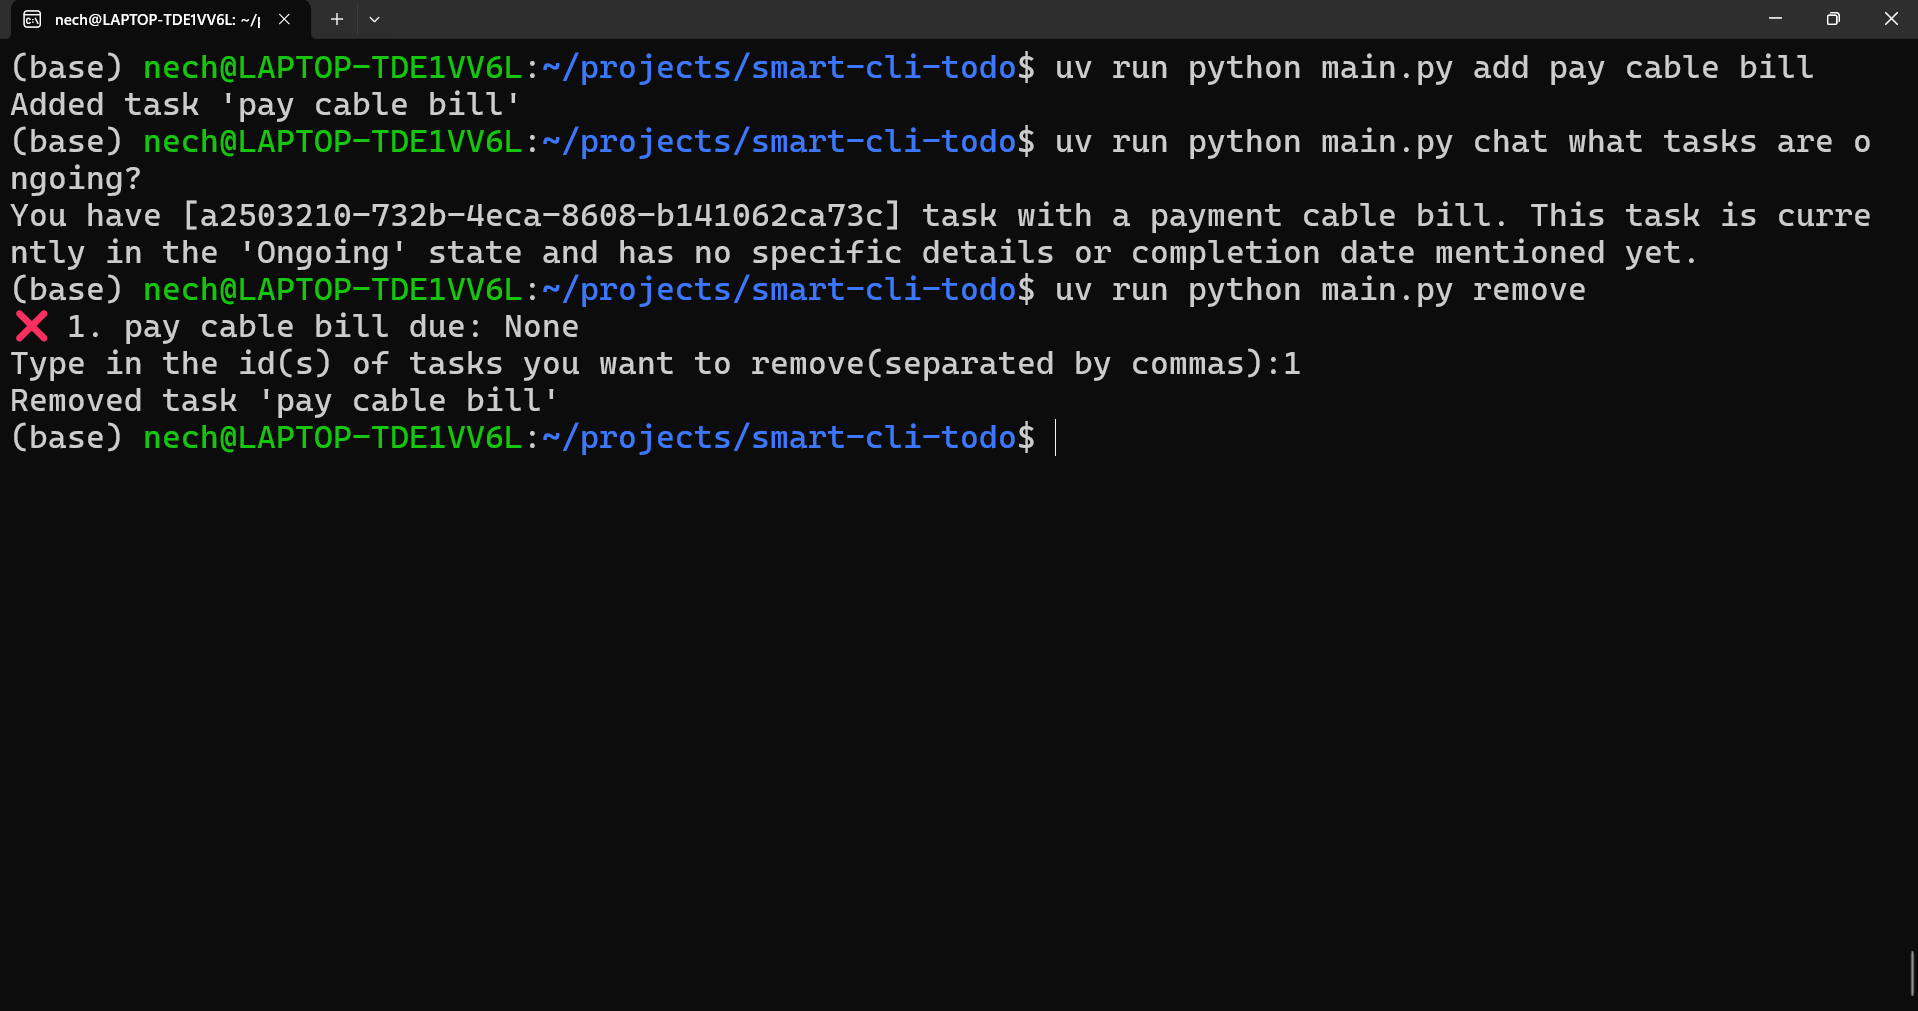 nech@LAPTOP-TDE1VV6L: ~/p
(base) nech@LAPTOP-TDE1VV6L:~/projects/smart-cli-todo$ uv run python main.py add pay cable bill
Added task 'pay cable bill'
(base) nech@LAPTOP-TDE1VV6L:~/projects/smart-cli-todo$ uv run python main.py chat what tasks are o
ngoing?
You have [a2503210-732b-4eca-8608-b141062ca73c] task with a payment cable bill. This task is curre
ntly in the 'Ongoing' state and has no specific details or completion date mentioned yet.
(base) nech@LAPTOP-TDE1VV6L:~/projects/smart-cli-todo$ uv run python main.py remove
❌ 1. pay cable bill due: None
Type in the id(s) of tasks you want to remove(separated by commas):1
Removed task 'pay cable bill'
(base) nech@LAPTOP-TDE1VV6L:~/projects/smart-cli-todo$